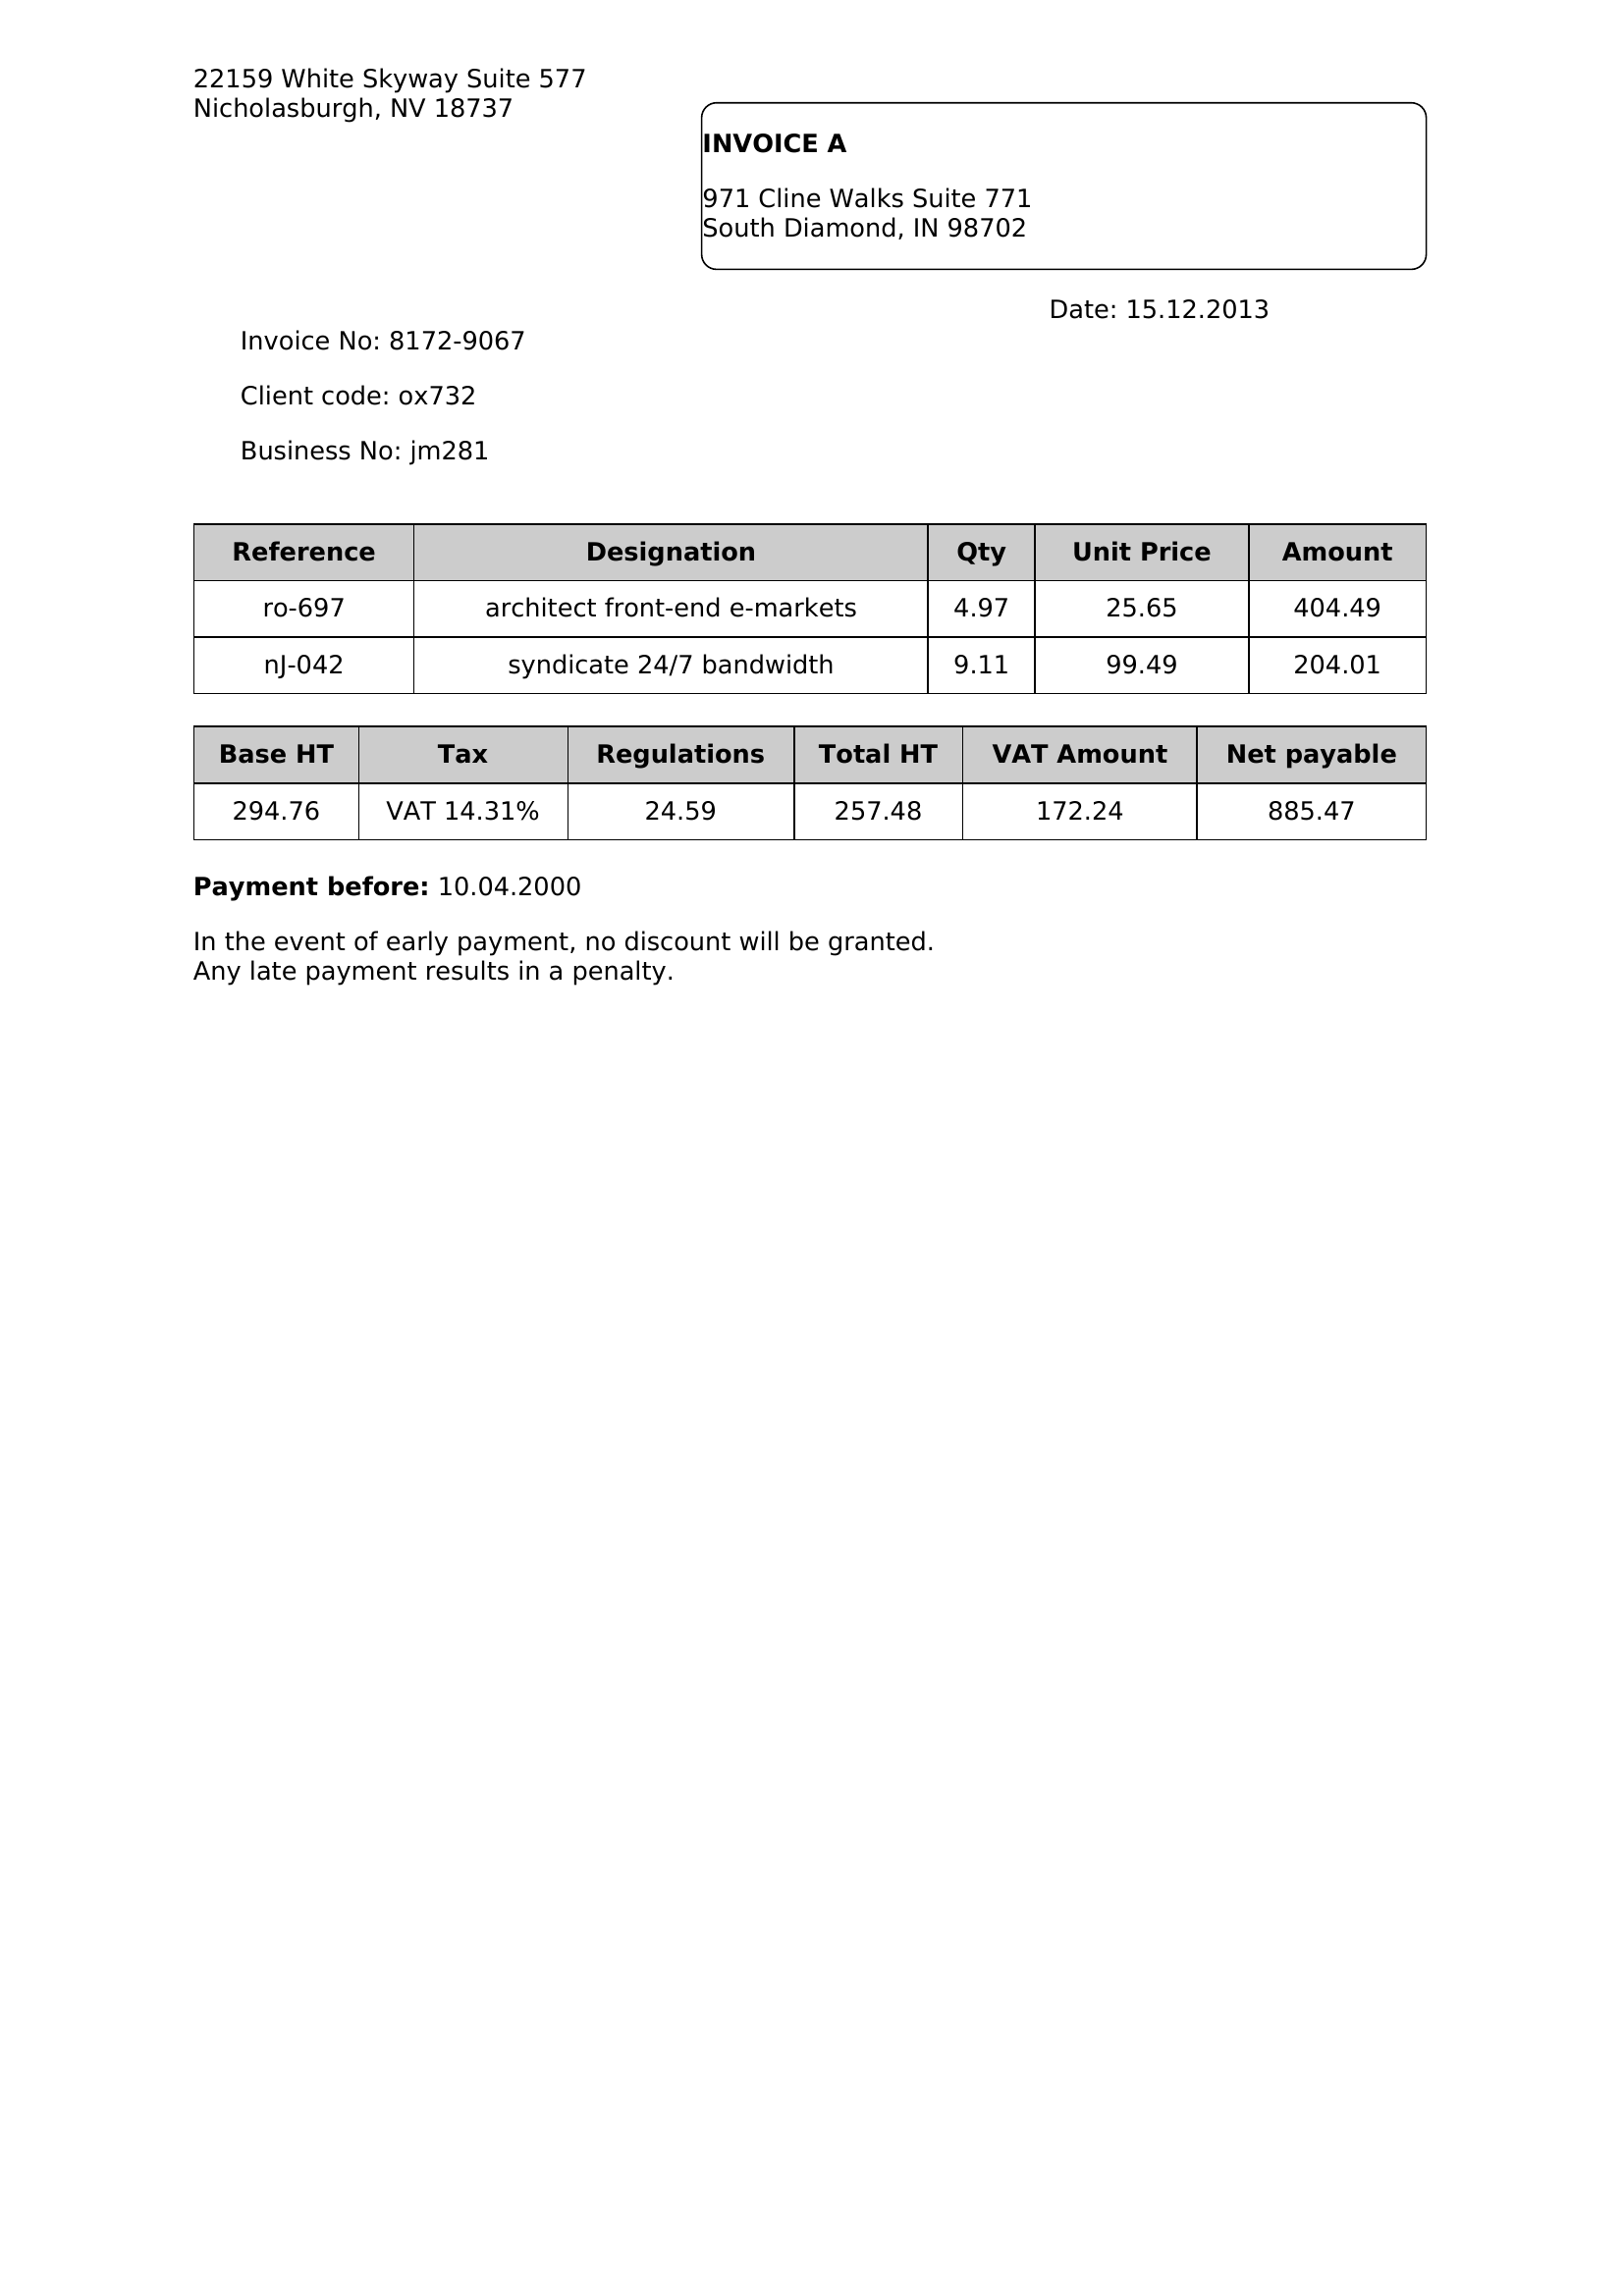 22159 White Skyway Suite 577
Nicholasburgh, NV 18737
INVOICE A
971 Cline Walks Suite 771
South Diamond, IN 98702
Date: 15.12.2013
Invoice No: 8172-9067
Client code: ox732
Business No: jm281
Reference Designation Qty Unit Price Amount
ro-697 architect front-end e-markets 4.97 25.65 404.49
nJ-042 syndicate 24/7 bandwidth 9.11 99.49 204.01
Base HT Tax Regulations Total HT VAT Amount Net payable
294.76 VAT 14.31% 24.59 257.48 172.24 885.47
Payment before: 10.04.2000
In the event of early payment, no discount will be granted.
Any late payment results in a penalty.